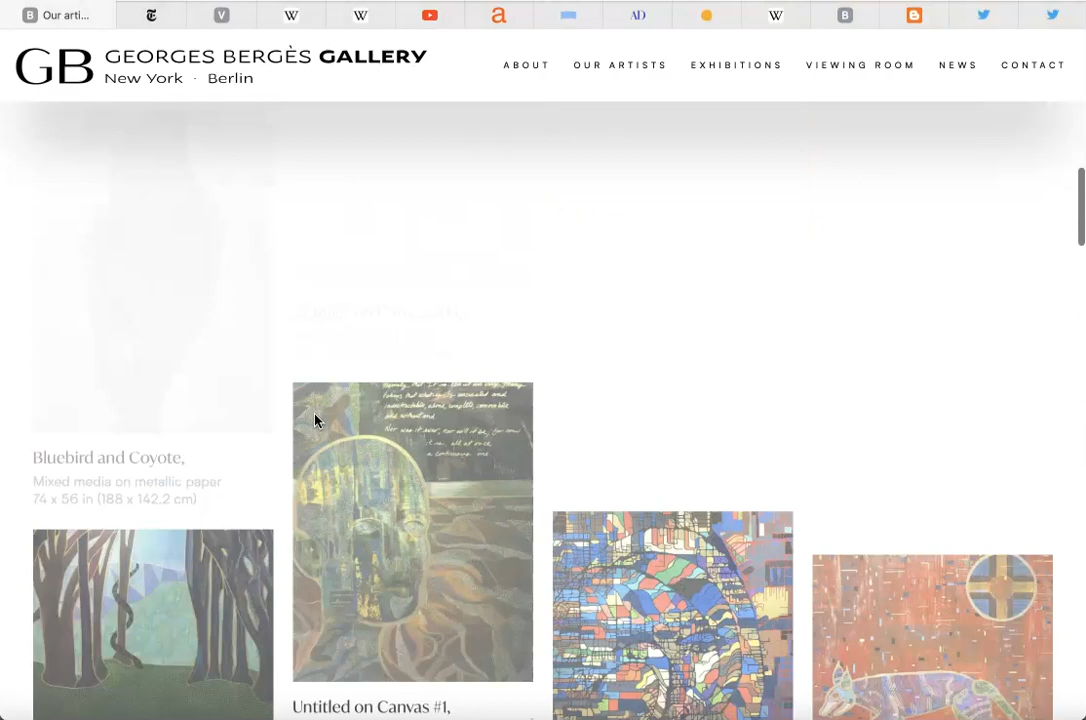 Our arti...
GB GEORGES BERGÈS GALLERY
New York · Berlin
ABOUT OUR ARTISTS EXHIBITIONS VIEWING ROOM NEWS CONTACT
Bluebird and Coyote,
Mixed media on metallic paper
74 x 56 in (188 x 142.2 cm)
Untitled on Canvas #1,